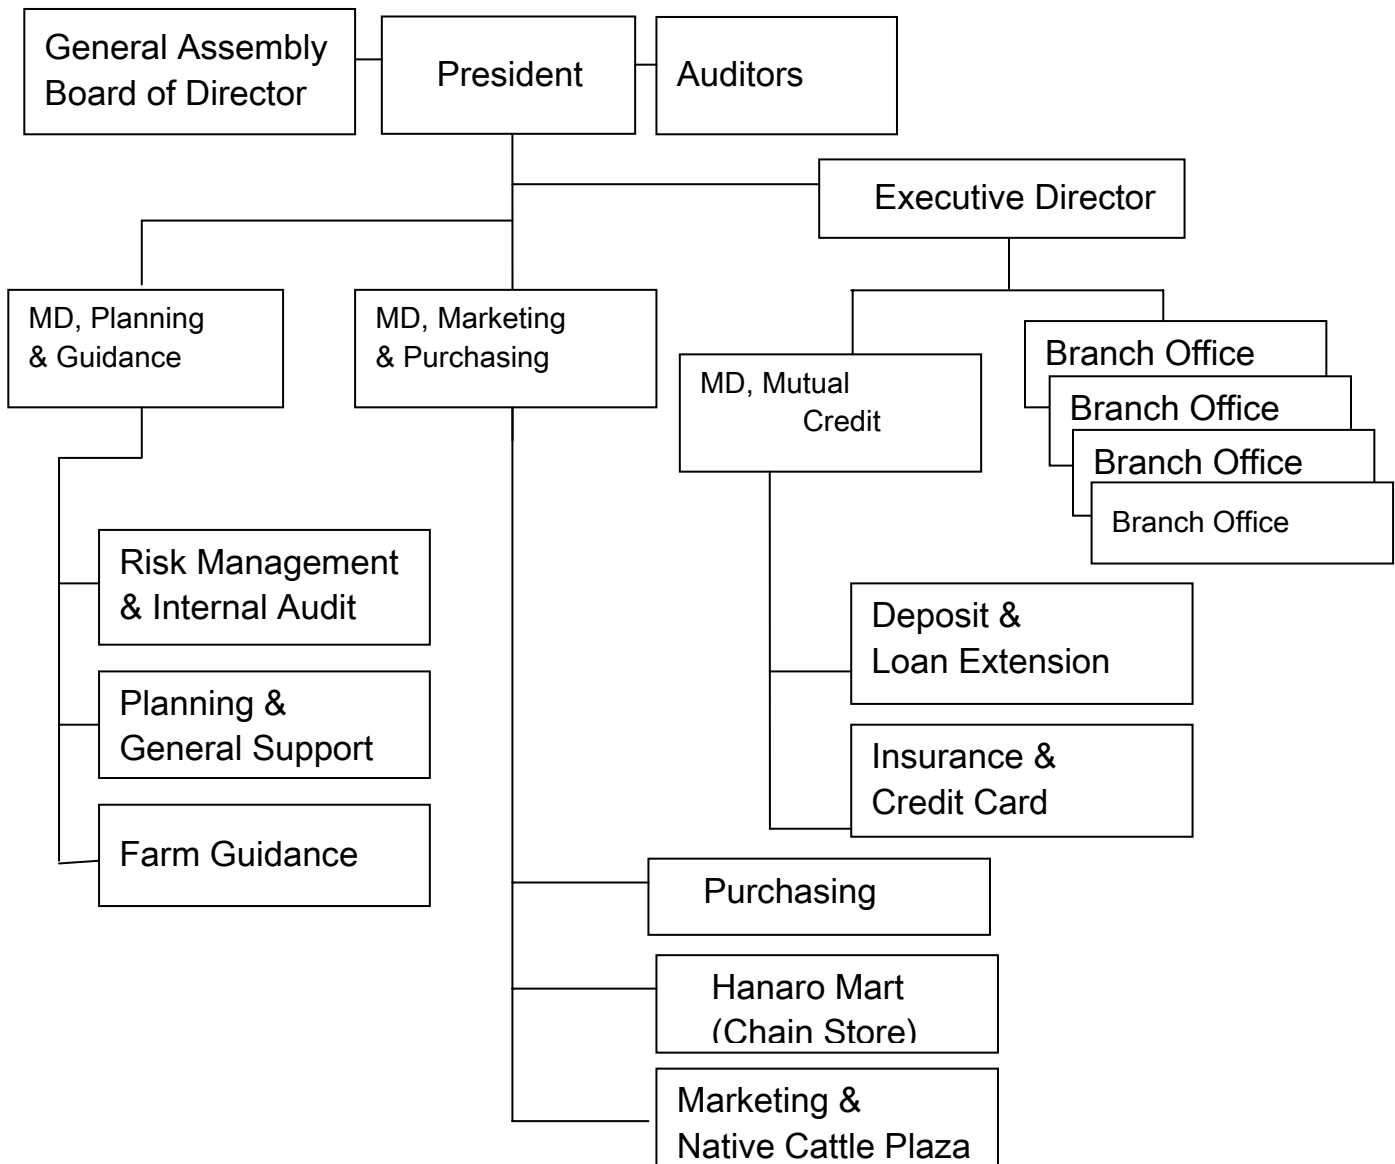 General Assembly
Board of Director
President
Auditors
Executive Director
MD, Planning
& Guidance
MD, Marketing
& Purchasing
MD, Mutual
Credit
Branch Office
Branch Office
Branch Office
Branch Office
Risk Management
& Internal Audit
Planning &
General Support
Farm Guidance
Deposit &
Loan Extension
Insurance &
Credit Card
Purchasing
Hanaro Mart
(Chain Store)
Marketing &
Native Cattle Plaza